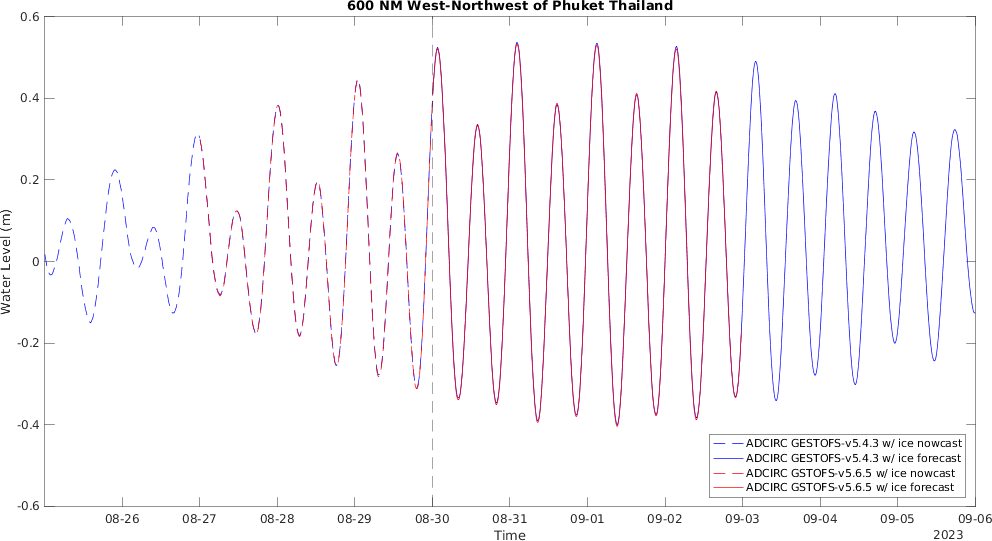 600 NM West-Northwest of Phuket Thailand
0.6
0.4
0.2
0
-0.2
-0.4
-0.6
Water Level (m)
ADCIRC GESTOFS-v5.4.3 w/ ice nowcast
ADCIRC GESTOFS-v5.4.3 w/ ice forecast
ADCIRC GSTOFS-v5.6.5 w/ ice nowcast
ADCIRC GSTOFS-v5.6.5 w/ ice forecast
08-26 08-27 08-28 08-29 08-30 08-31 09-01 09-02 09-03 09-04 09-05 09-06
Time
2023